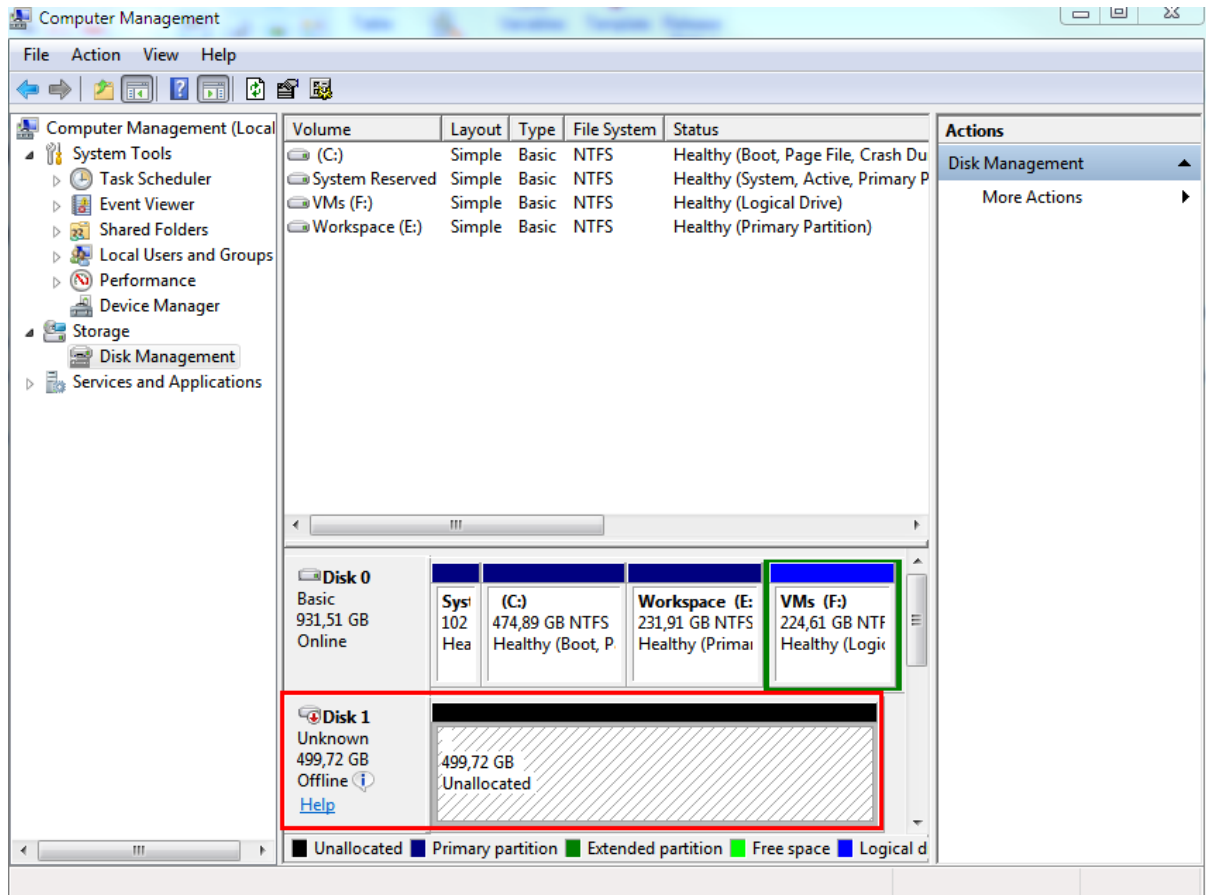 Computer Management
File Action View Help
Computer Management (Local
System Tools
Task Scheduler
Event Viewer
Shared Folders
Local Users and Groups
Performance
Device Manager
Storage
Disk Management
Services and Applications
Volume Layout Type File System Status
(C:) Simple Basic NTFS Healthy (Boot, Page File, Crash Du
System Reserved Simple Basic NTFS Healthy (System, Active, Primary P
VMs (F:) Simple Basic NTFS Healthy (Logical Drive)
Workspace (E:) Simple Basic NTFS Healthy (Primary Partition)
Disk 0
Basic
931,51 GB
Online
Syst
102
Hea
(C:)
474,89 GB NTFS
Healthy (Boot, P
Workspace (E:
231,91 GB NTFS
Healthy (Primar
VMs (F:)
224,61 GB NTF
Healthy (Logic
Disk 1
Unknown
499,72 GB
Offline
Help
499,72 GB
Unallocated
Unallocated Primary partition Extended partition Free space Logical d
Actions
Disk Management
More Actions